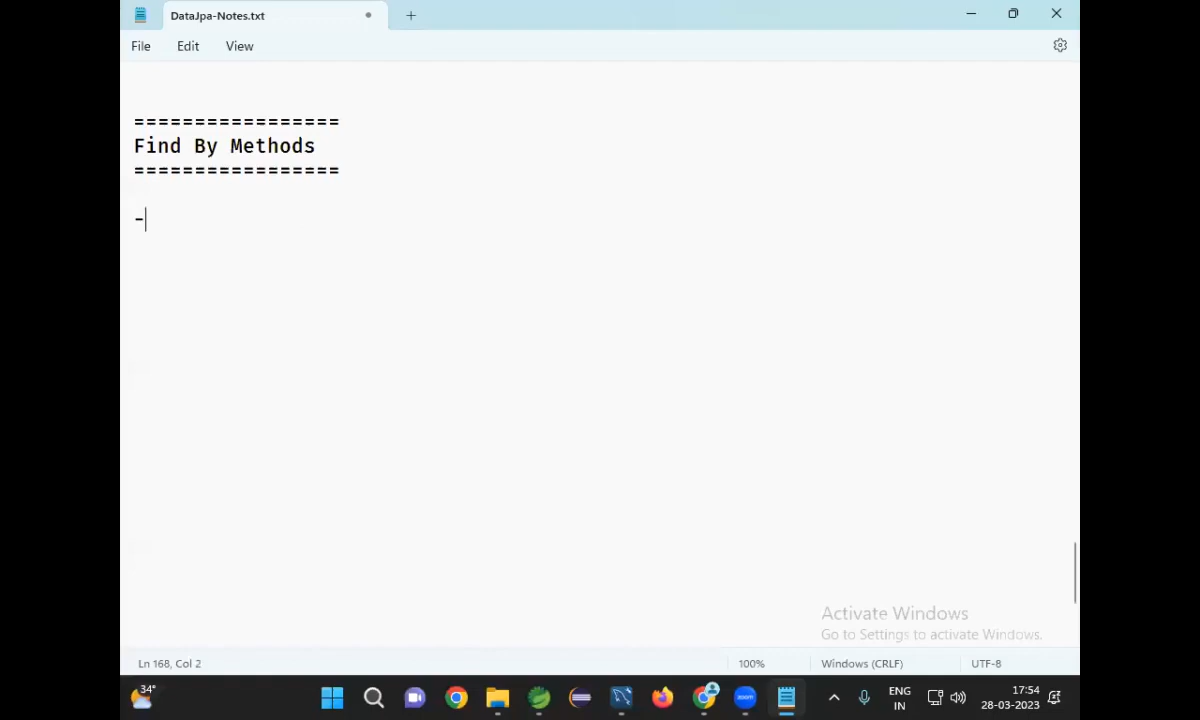 DataJpa-Notes.txt
File Edit View
=================
Find By Methods
=================
-
Activate Windows
Go to Settings to activate Windows.
Ln 168, Col 2 100% Windows (CRLF) UTF-8
34° zoom ENG 17:54
IN 28-03-2023